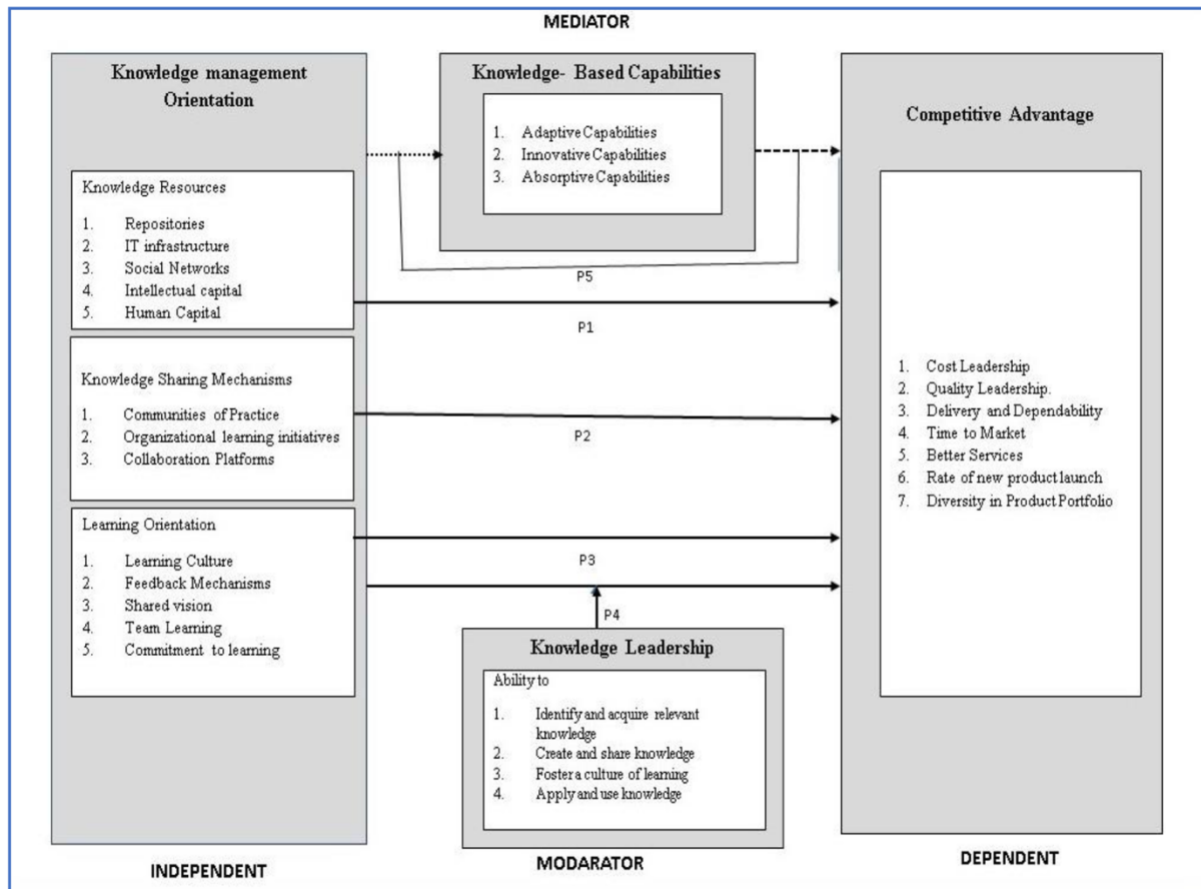 MEDIATOR
Knowledge management
Orientation
Knowledge Resources
1. Repositories
2. IT infrastructure
3. Social Networks
4. Intellectual capital
5. Human Capital
Knowledge Sharing Mechanisms
1. Communities of Practice
2. Organizational learning initiatives
3. Collaboration Platforms
Learning Orientation
1. Learning Culture
2. Feedback Mechanisms
3. Shared vision
4. Team Learning
5. Commitment to learning
INDEPENDENT
Knowledge- Based Capabilities
1. Adaptive Capabilities
2. Innovative Capabilities
3. Absorptive Capabilities
P5
P1
P2
P3
P4
Knowledge Leadership
Ability to
1. Identify and acquire relevant
knowledge
2. Create and share knowledge
3. Foster a culture of learning
4. Apply and use knowledge
MODARATOR
Competitive Advantage
1. Cost Leadership
2. Quality Leadership.
3. Delivery and Dependability
4. Time to Market
5. Better Services
6. Rate of new product launch
7. Diversity in Product Portfolio
DEPENDENT